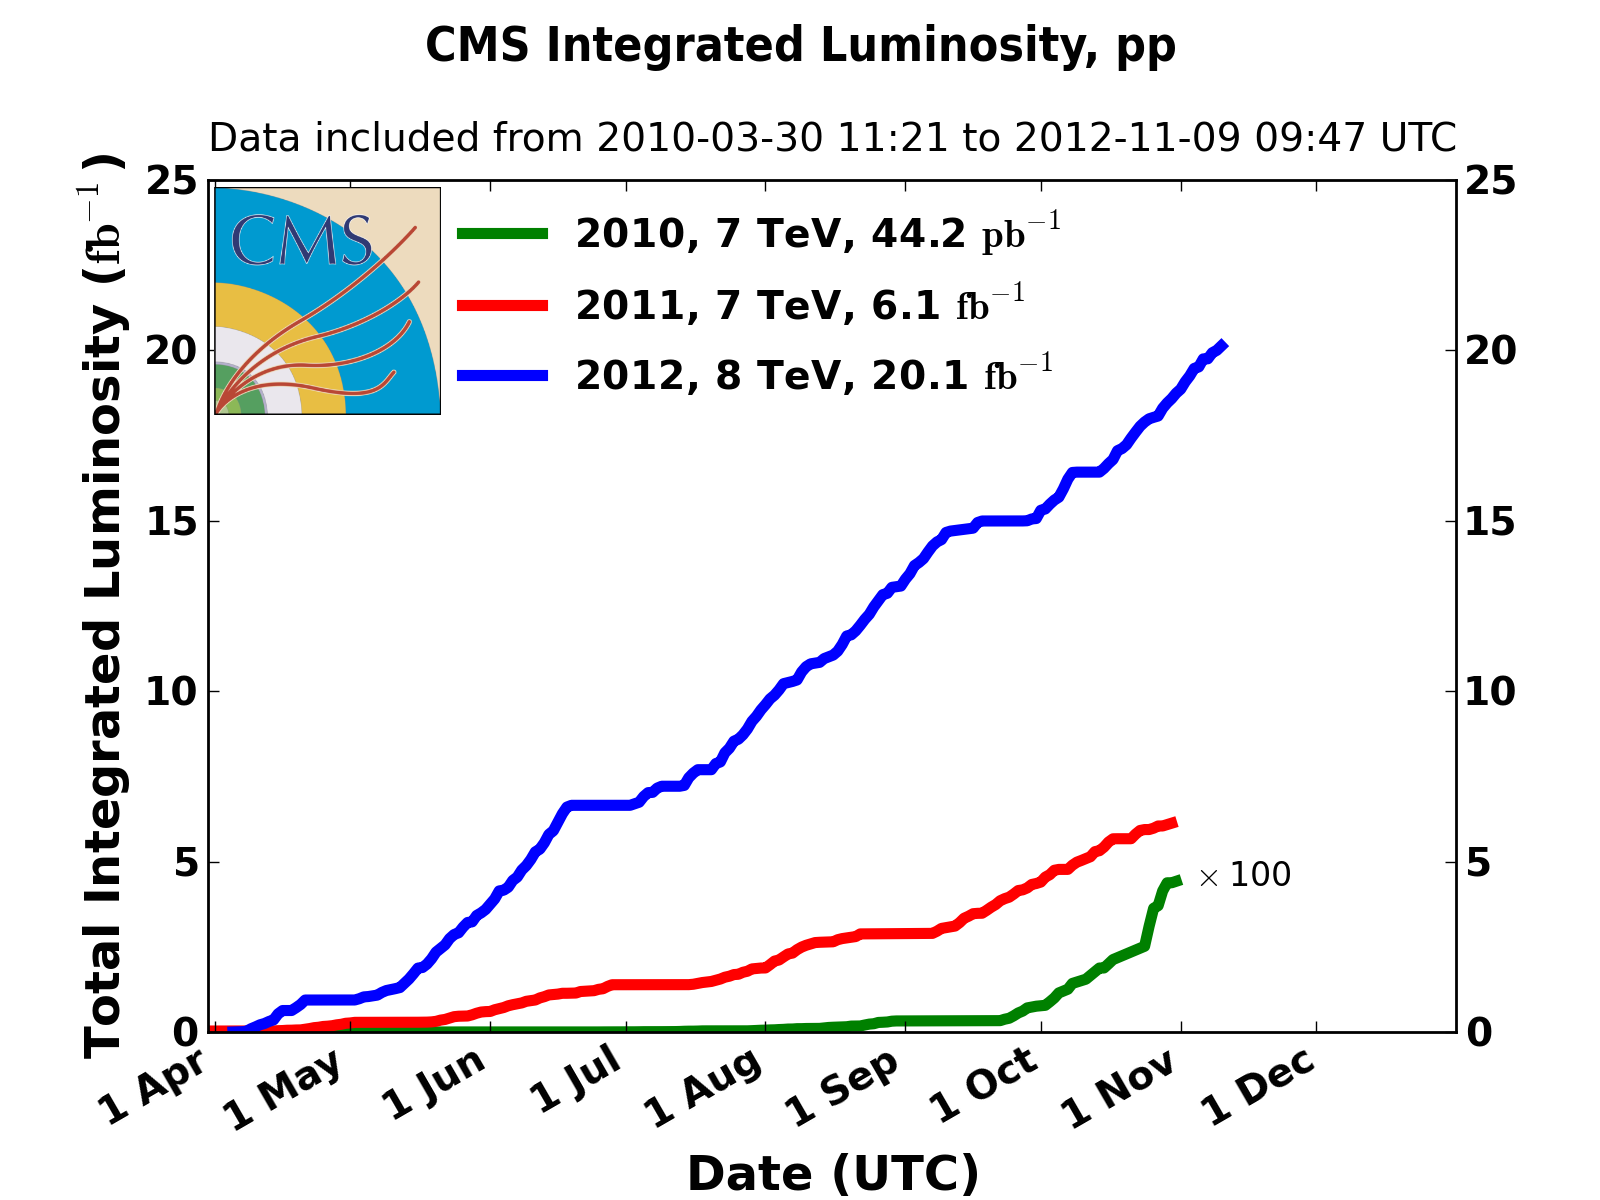 CMS Integrated Luminosity, pp
Data included from 2010-03-30 11:21 to 2012-11-09 09:47 UTC
Total Integrated Luminosity (fb⁻¹)
CMS
2010, 7 TeV, 44.2 pb⁻¹
2011, 7 TeV, 6.1 fb⁻¹
2012, 8 TeV, 20.1 fb⁻¹
25 25
20 20
15 15
10 10
5 5
× 100
0 0
1 Apr 1 May 1 Jun 1 Jul 1 Aug 1 Sep 1 Oct 1 Nov 1 Dec
Date (UTC)